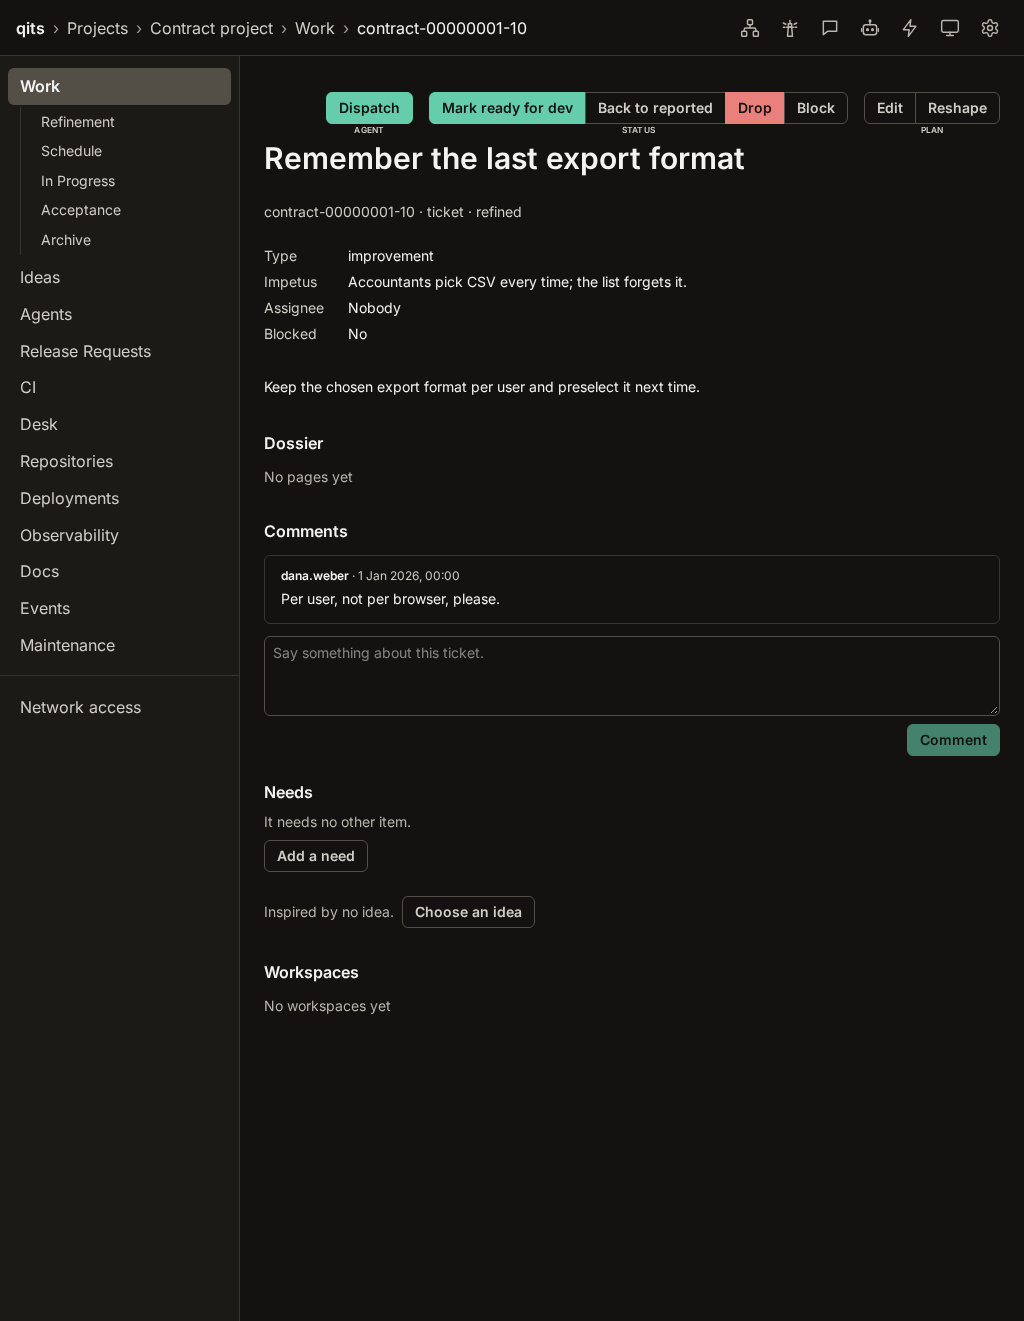 qits › Projects › Contract project › Work › contract-00000001-10
Work
Refinement
Schedule
In Progress
Acceptance
Archive
Ideas
Agents
Release Requests
CI
Desk
Repositories
Deployments
Observability
Docs
Events
Maintenance
Network access
Dispatch
AGENT
Mark ready for dev Back to reported Drop Block
STATUS
Edit Reshape
PLAN
Remember the last export format
contract-00000001-10 · ticket · refined
Type improvement
Impetus Accountants pick CSV every time; the list forgets it.
Assignee Nobody
Blocked No
Keep the chosen export format per user and preselect it next time.
Dossier
No pages yet
Comments
dana.weber · 1 Jan 2026, 00:00
Per user, not per browser, please.
Say something about this ticket.
Comment
Needs
It needs no other item.
Add a need
Inspired by no idea. Choose an idea
Workspaces
No workspaces yet